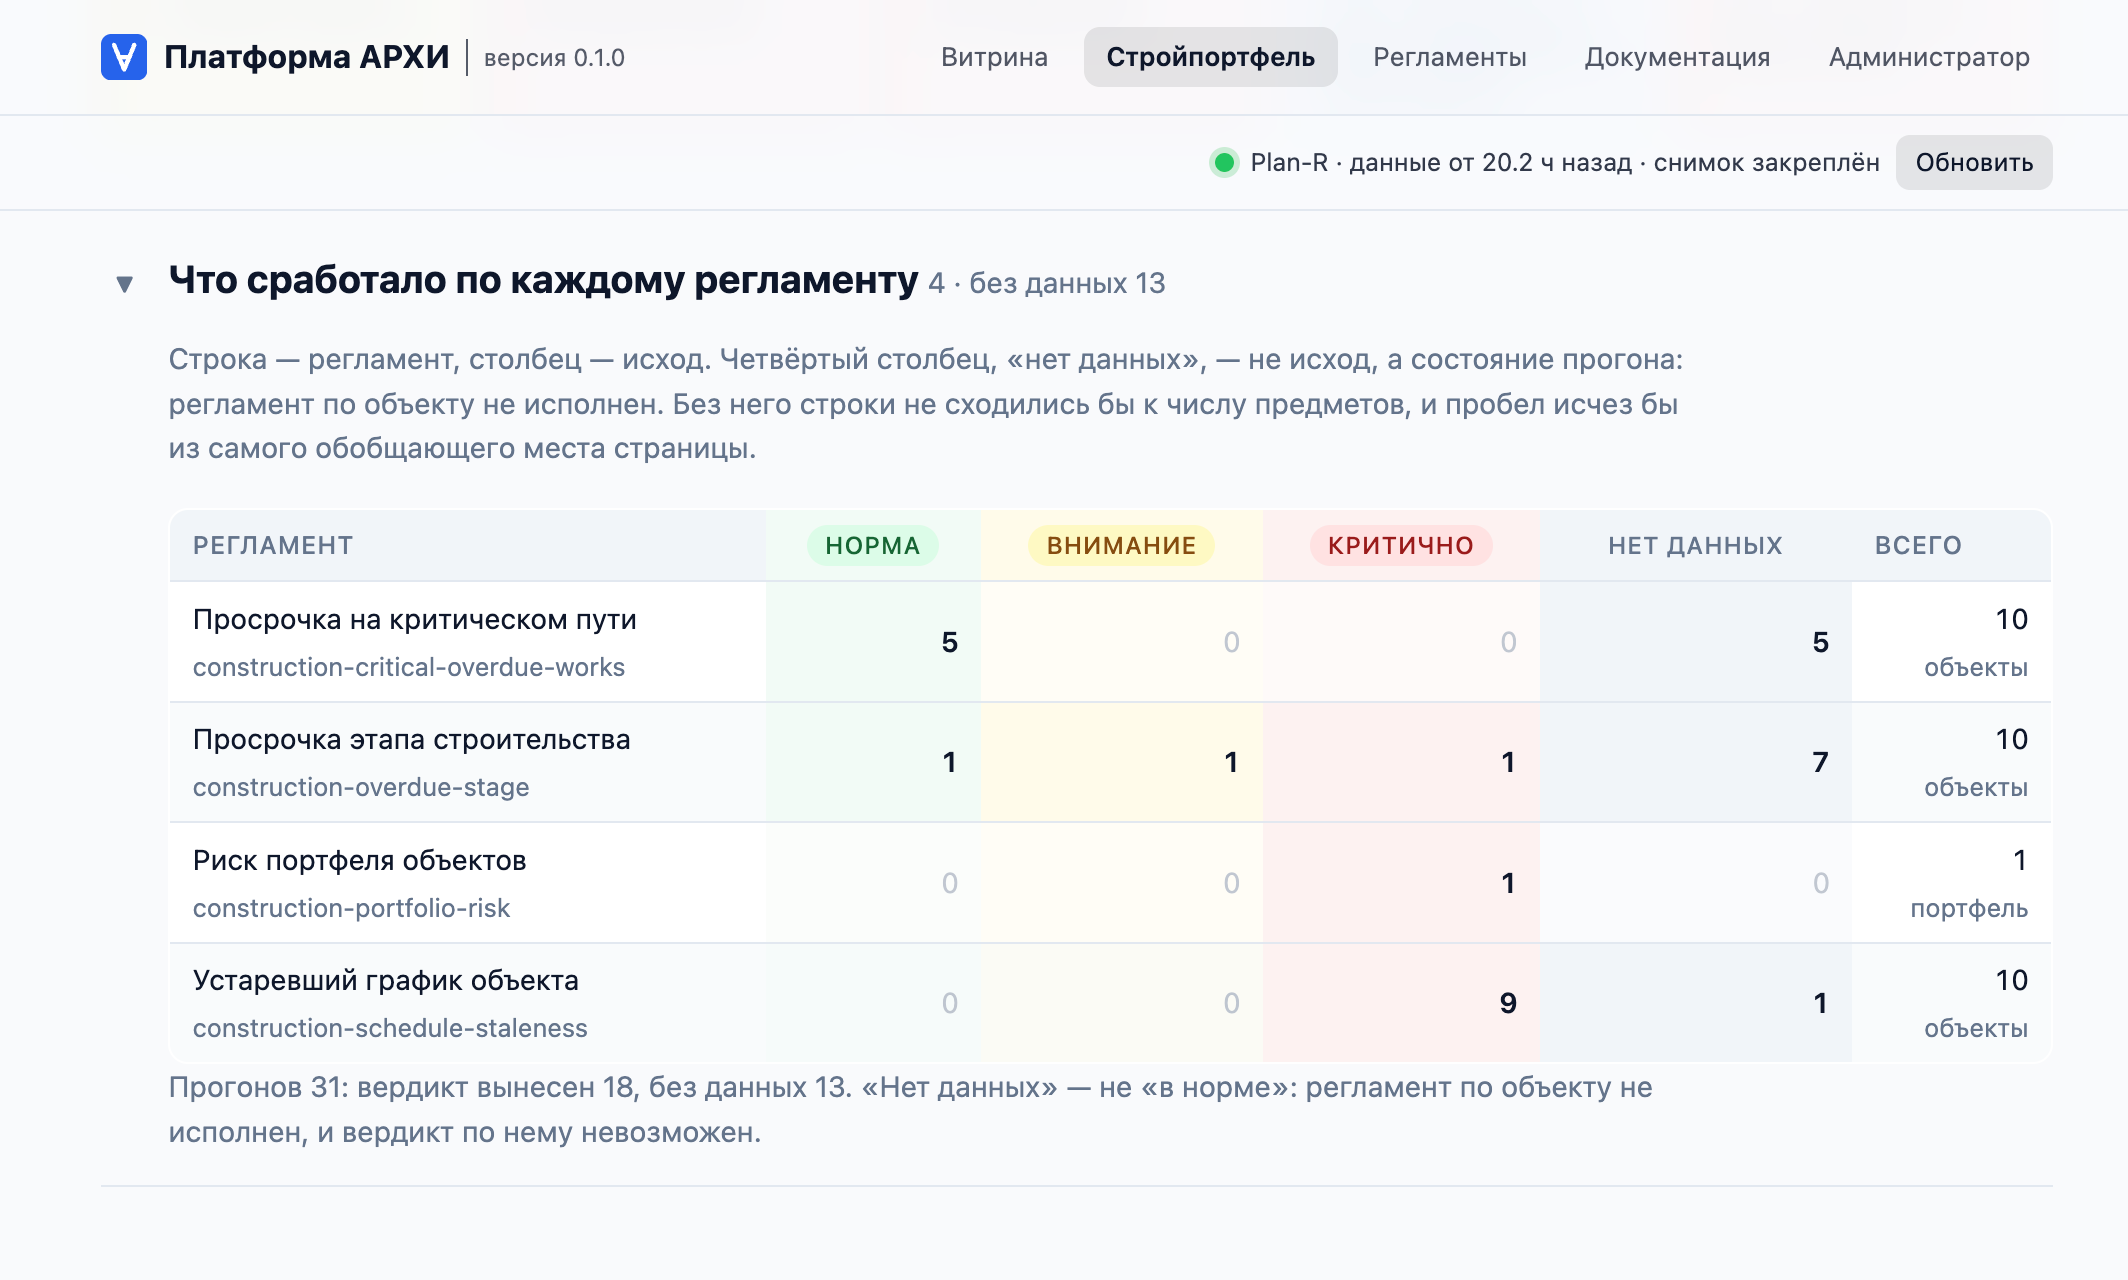 Платформа АРХИ
версия 0.1.0
Витрина
Стройпортфель
Регламенты
Документация
Администратор
Plan-R · данные от 20.2 ч назад · снимок закреплён
Обновить
▼ Что сработало по каждому регламенту 4 · без данных 13
Строка — регламент, столбец — исход. Четвёртый столбец, «нет данных», — не исход, а состояние прогона:
регламент по объекту не исполнен. Без него строки не сходились бы к числу предметов, и пробел исчез бы
из самого обобщающего места страницы.
РЕГЛАМЕНТ НОРМА ВНИМАНИЕ КРИТИЧНО НЕТ ДАННЫХ ВСЕГО
Просрочка на критическом пути
construction-critical-overdue-works
5 0 0 5 10
объекты
Просрочка этапа строительства
construction-overdue-stage
1 1 1 7 10
объекты
Риск портфеля объектов
construction-portfolio-risk
0 0 1 0 1
портфель
Устаревший график объекта
construction-schedule-staleness
0 0 9 1 10
объекты
Прогонов 31: вердикт вынесен 18, без данных 13. «Нет данных» — не «в норме»: регламент по объекту не
исполнен, и вердикт по нему невозможен.